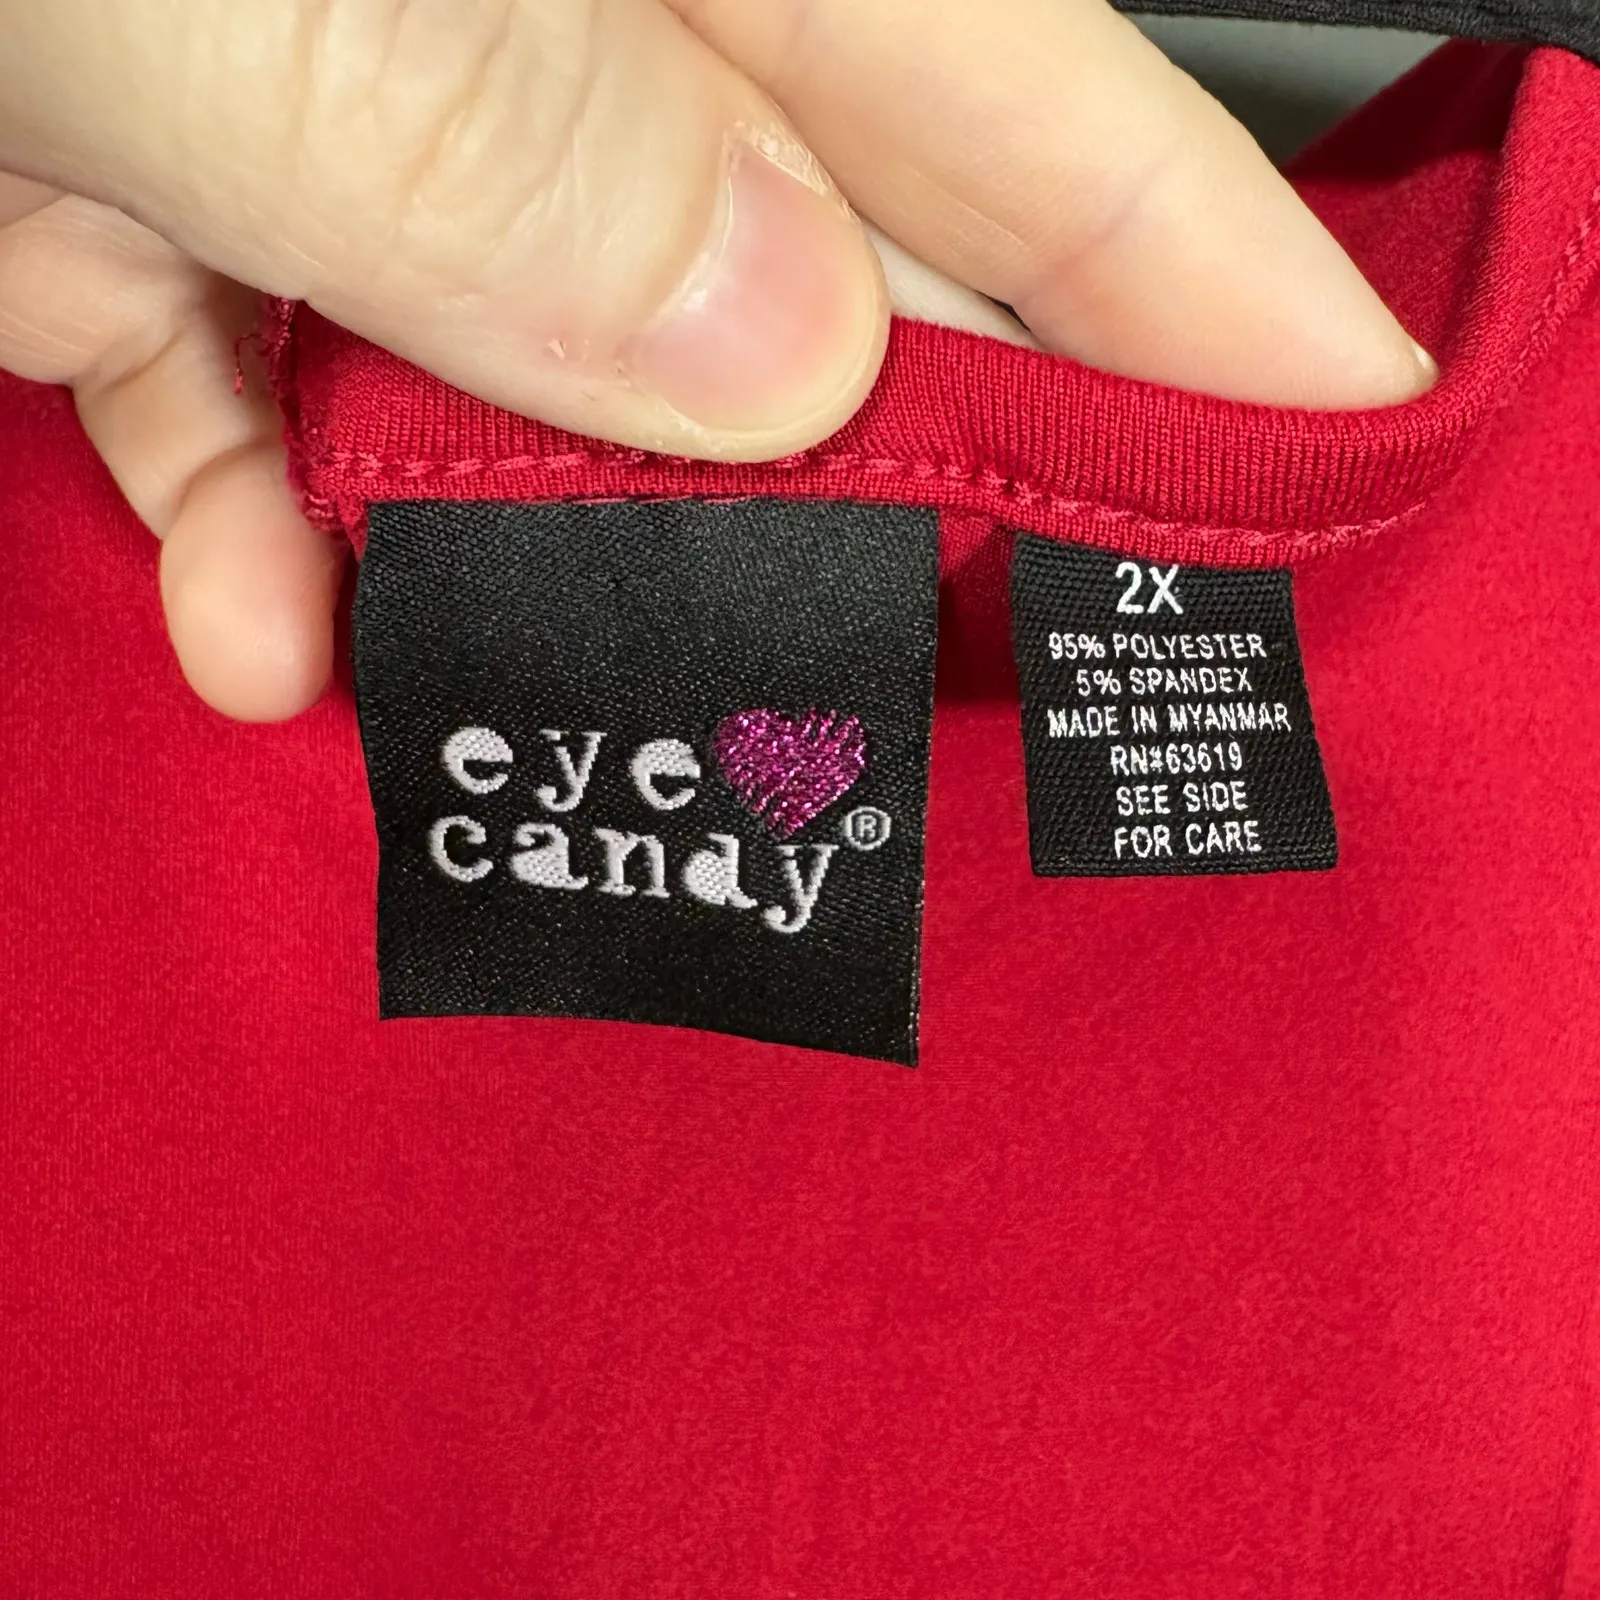 eye
candy®
2X
95% POLYESTER
5% SPANDEX
MADE IN MYANMAR
RN#63619
SEE SIDE
FOR CARE